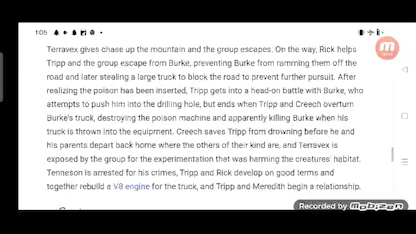 1:05
Terravex gives chase up the mountain and the group escapes. On the way, Rick helps
Tripp and the group escape from Burke, preventing Burke from ramming them off the
road and later stealing a large truck to block the road to prevent further pursuit. After
realizing the poison has been inserted, Tripp gets into a head-on battle with Burke, who
attempts to push him into the drilling hole, but ends when Tripp and Creech overturn
Burke's truck, destroying the poison machine and apparently killing Burke when his
truck is thrown into the equipment. Creech saves Tripp from drowning before he and
his parents depart back home where the others of their kind are, and Terravex is
exposed by the group for the experimentation that was harming the creatures' habitat.
Tenneson is arrested for his crimes, Tripp and Rick develop on good terms and
together rebuild a V8 engine for the truck, and Tripp and Meredith begin a relationship.
Recorded by Mobizen